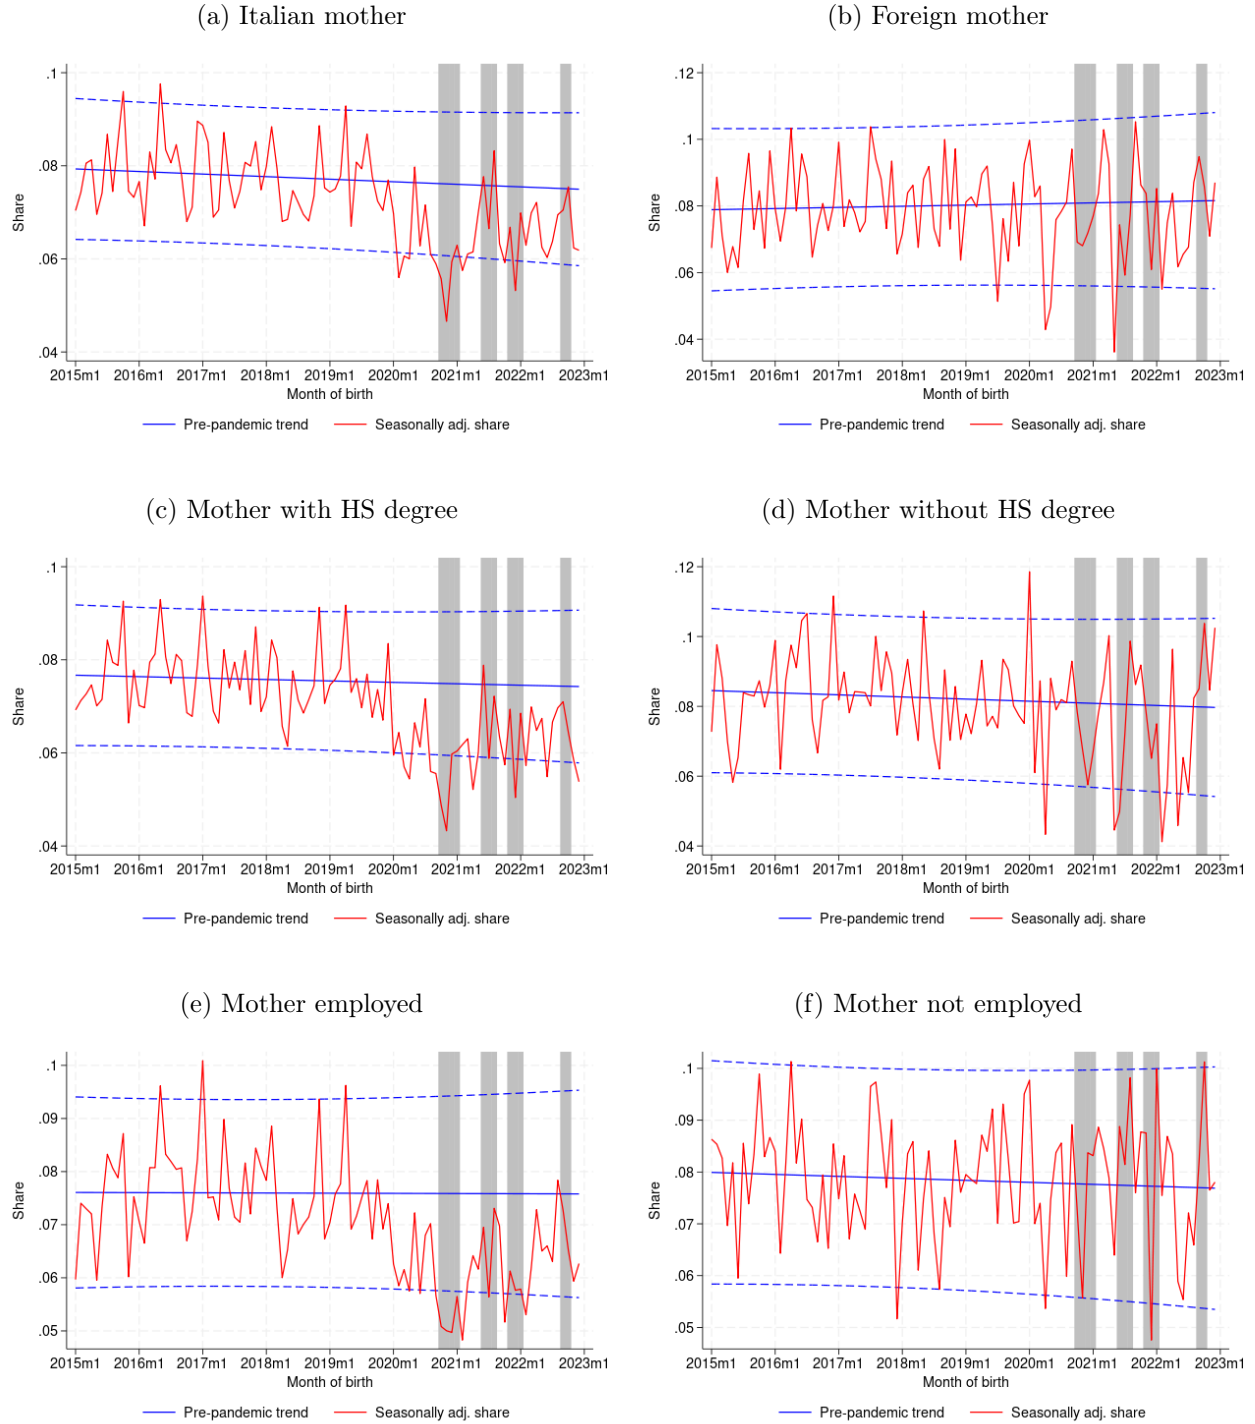 (a) Italian mother
.1
.08
.06
.04
Share
2015m1 2016m1 2017m1 2018m1 2019m1 2020m1 2021m1 2022m1 2023m1
Month of birth
Pre-pandemic trend Seasonally adj. share
(b) Foreign mother
.12
.1
.08
.06
.04
Share
2015m1 2016m1 2017m1 2018m1 2019m1 2020m1 2021m1 2022m1 2023m1
Month of birth
Pre-pandemic trend Seasonally adj. share
(c) Mother with HS degree
.1
.08
.06
.04
Share
2015m1 2016m1 2017m1 2018m1 2019m1 2020m1 2021m1 2022m1 2023m1
Month of birth
Pre-pandemic trend Seasonally adj. share
(d) Mother without HS degree
.12
.1
.08
.06
.04
Share
2015m1 2016m1 2017m1 2018m1 2019m1 2020m1 2021m1 2022m1 2023m1
Month of birth
Pre-pandemic trend Seasonally adj. share
(e) Mother employed
.1
.09
.08
.07
.06
.05
Share
2015m1 2016m1 2017m1 2018m1 2019m1 2020m1 2021m1 2022m1 2023m1
Month of birth
Pre-pandemic trend Seasonally adj. share
(f) Mother not employed
.1
.09
.08
.07
.06
.05
Share
2015m1 2016m1 2017m1 2018m1 2019m1 2020m1 2021m1 2022m1 2023m1
Month of birth
Pre-pandemic trend Seasonally adj. share